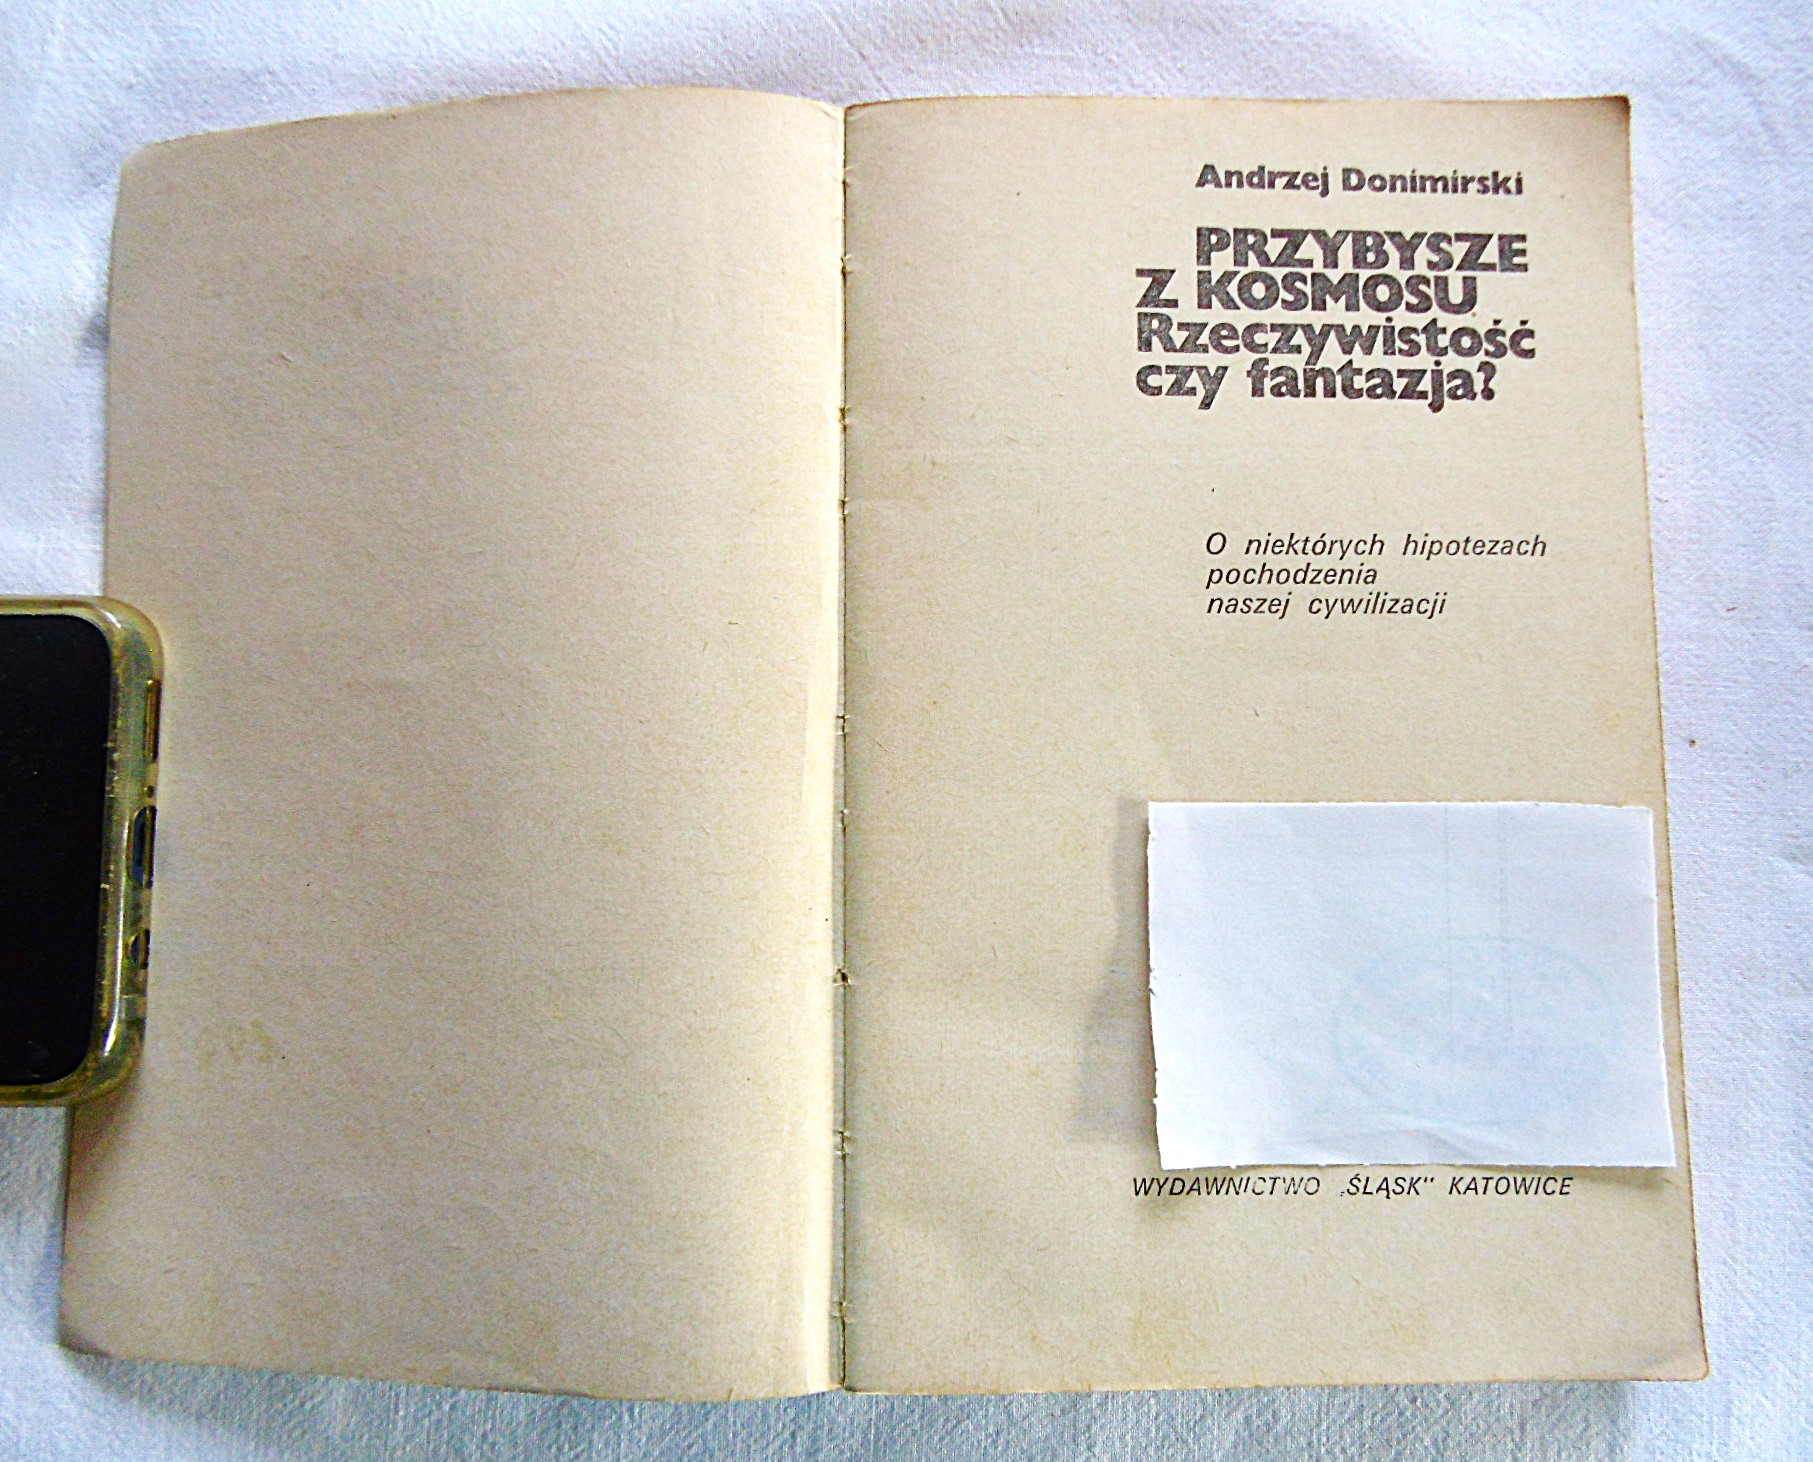 Andrzej Donimirski
PRZYBYSZE
Z KOSMOSU
Rzeczywistość
czy fantazja?
O niektórych hipotezach
pochodzenia
naszej cywilizacji
WYDAWNICTWO „ŚLĄSK” KATOWICE